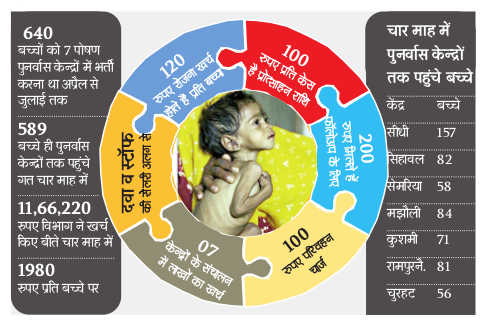 640
बच्चों को 7 पोषण
पुनर्वास केन्द्रों में भर्ती
करना था अप्रैल से
जुलाई तक
589
बच्चे ही पुनर्वास
केन्द्रों तक पहुंचे
गत चार माह में
11,66,220
रुपए विभाग ने खर्च
किए बीते चार माह में
1980
रुपए प्रति बच्चे पर
120
रुपए रोजना खर्च
होते है प्रति बच्चे
100
रुपए प्रति केस
है प्रोत्साहन राशि
200
रुपए मिलते हैं
फॉलोअप के लिए
100
रुपए परिवहन
चार्ज
07
केन्द्रों के संचालन
में लाखों का खर्च
दवा व स्टॉफ
की सैलरी अलग से
चार माह में
पुनर्वास केन्द्रों
तक पहुंचे बच्चे
केंद्र बच्चे
सीधी 157
सिहावल 82
सेमरिया 58
मझौली 84
कुशमी 71
रामपुरनै. 81
चुरहट 56